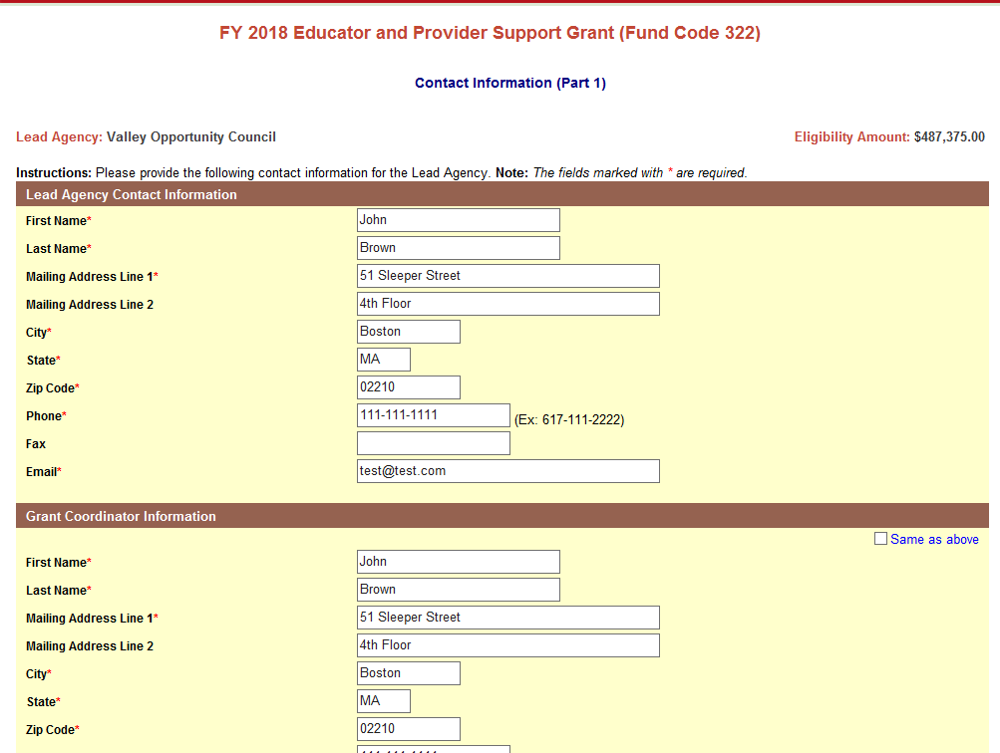 FY 2018 Educator and Provider Support Grant (Fund Code 322)
Contact Information (Part 1)
Lead Agency: Valley Opportunity Council Eligibility Amount: $487,375.00
Instructions: Please provide the following contact information for the Lead Agency. Note: The fields marked with * are required.
Lead Agency Contact Information
First Name* John
Last Name* Brown
Mailing Address Line 1* 51 Sleeper Street
Mailing Address Line 2 4th Floor
City* Boston
State* MA
Zip Code* 02210
Phone* 111-111-1111 (Ex: 617-111-2222)
Fax
Email* test@test.com
Grant Coordinator Information
Same as above
First Name* John
Last Name* Brown
Mailing Address Line 1* 51 Sleeper Street
Mailing Address Line 2 4th Floor
City* Boston
State* MA
Zip Code* 02210